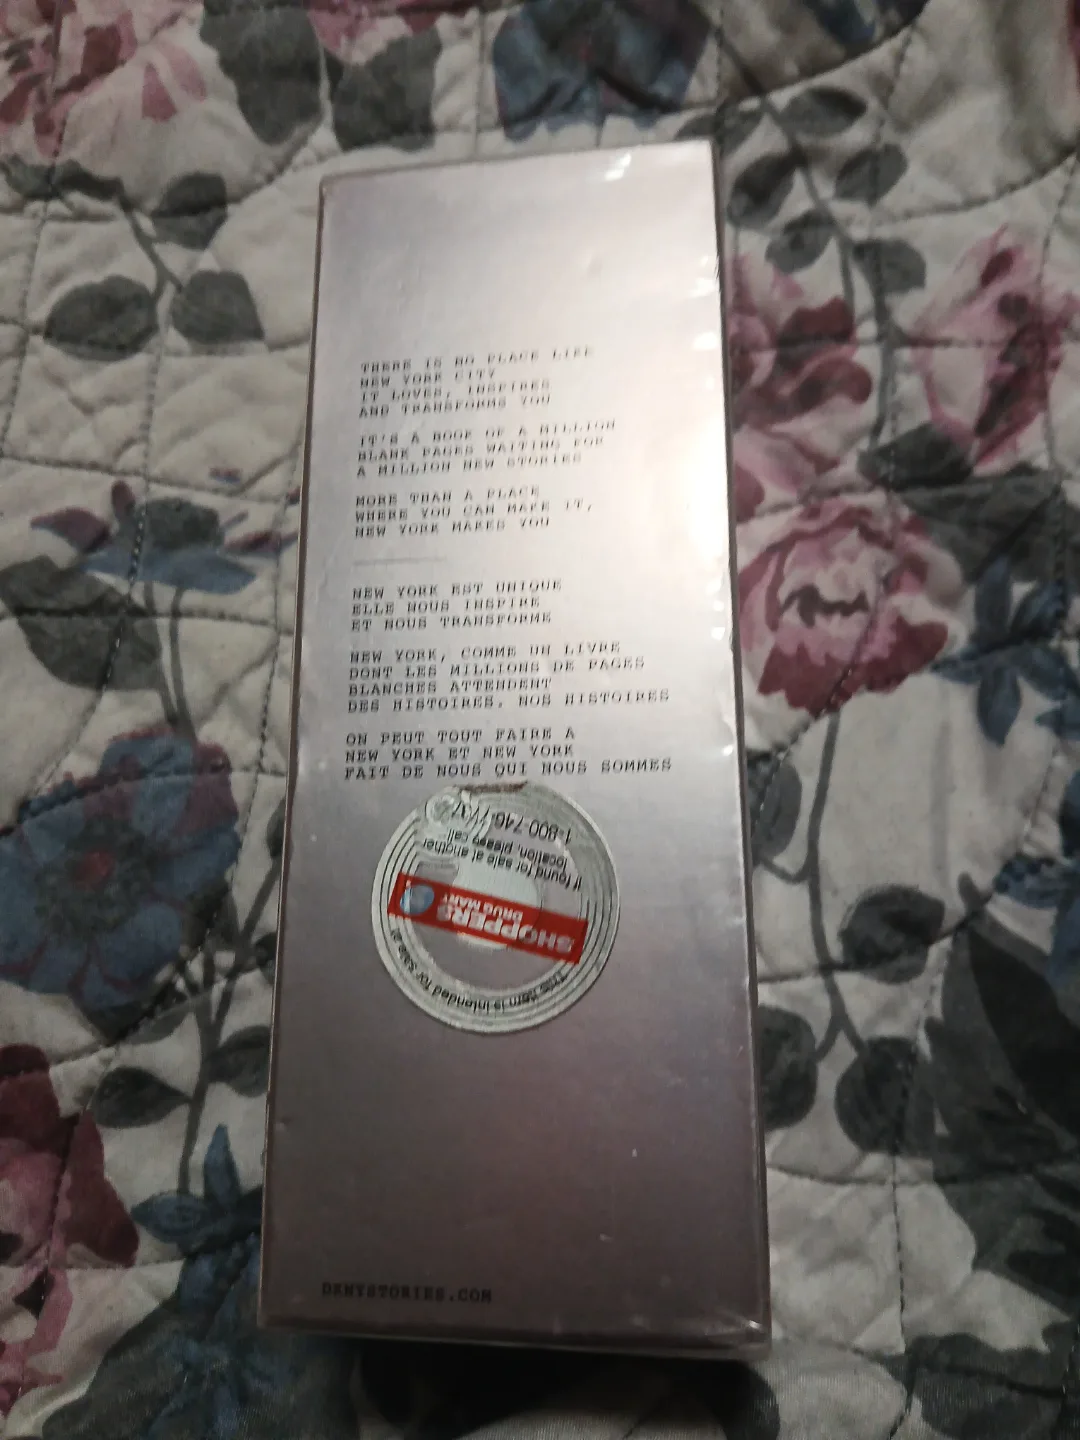 THERE IS NO PLACE LIKE
NEW YORK CITY
IT LOVES, INSPIRES
AND TRANSFORMS YOU
IT'S A BOOK OF A MILLION
BLANK PAGES WAITING FOR
A MILLION NEW STORIES
MORE THAN A PLACE
WHERE YOU CAN MAKE IT,
NEW YORK MAKES YOU
NEW YORK EST UNIQUE
ELLE NOUS INSPIRE
ET NOUS TRANSFORME
NEW YORK, COMME UN LIVRE
DONT LES MILLIONS DE PAGES
BLANCHES ATTENDENT
DES HISTOIRES, NOS HISTOIRES
ON PEUT TOUT FAIRE A
NEW YORK ET NEW YORK
FAIT DE NOUS QUI NOUS SOMMES
This item is intended for sale at
SHOPPERS
DRUG MART
If found for sale at another
location, please call
1-800-746-
DKNYSTORIES.COM